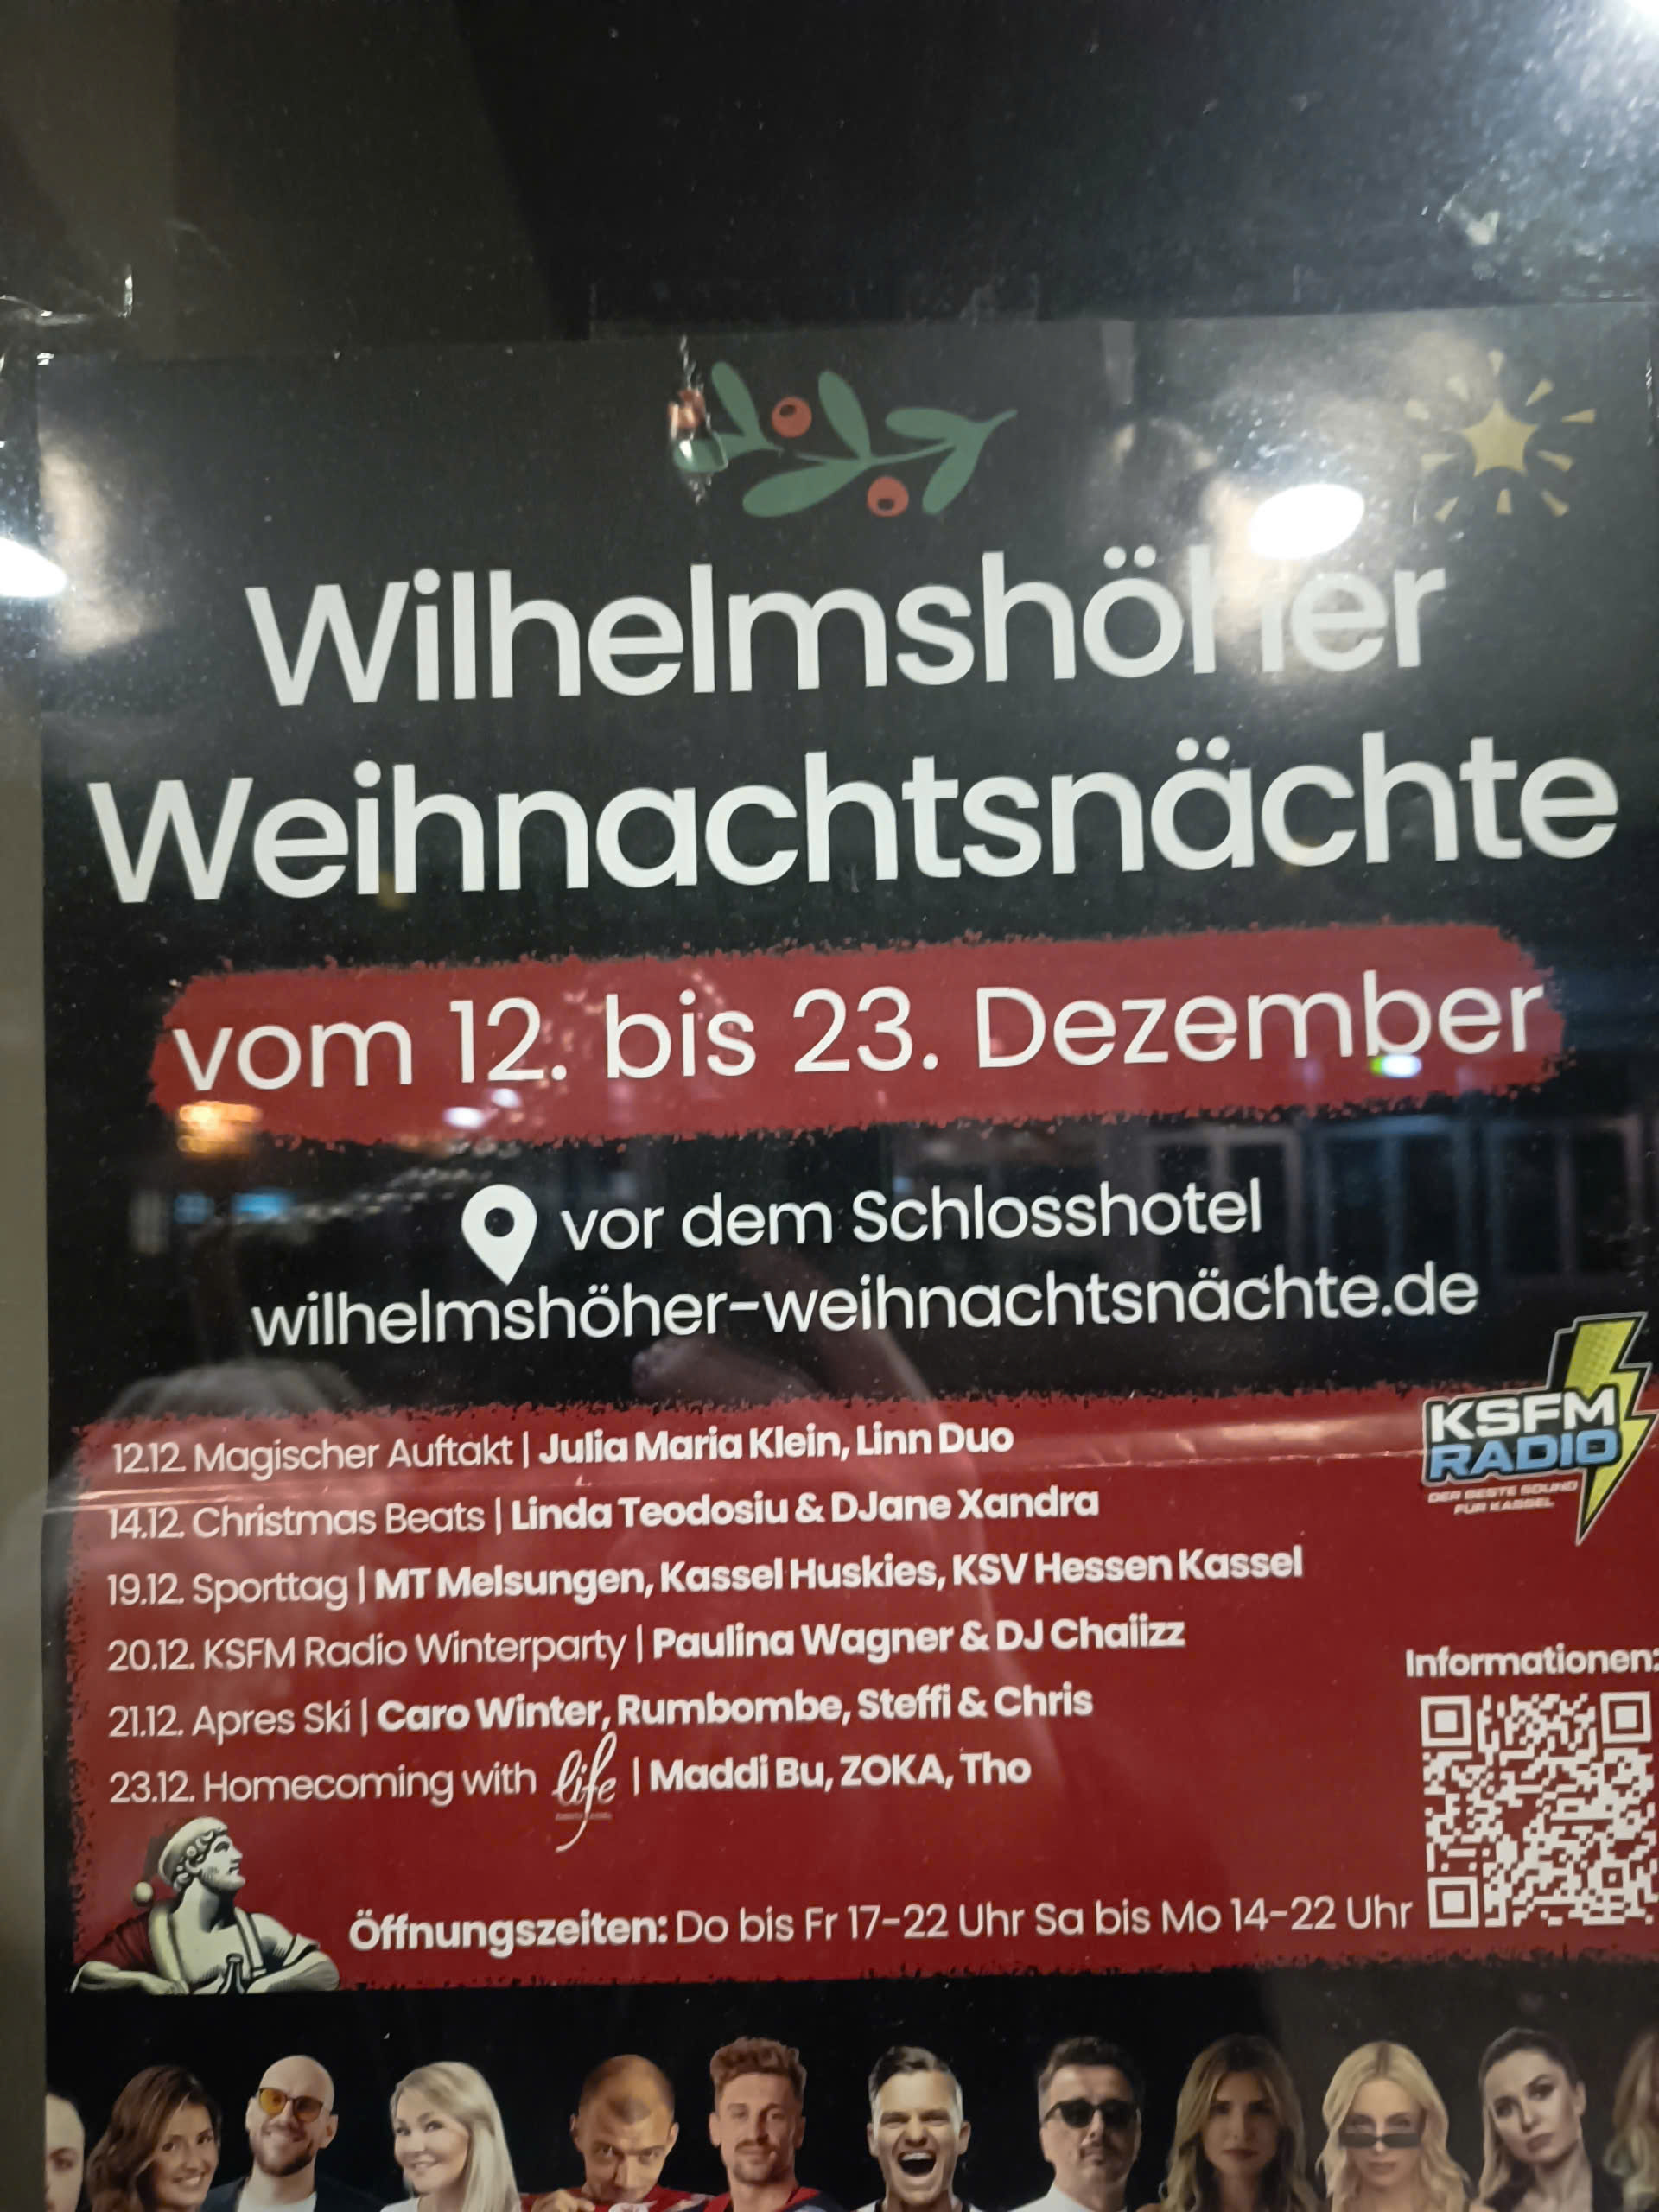 Wilhelmshöher
Weihnachtsnächte
vom 12. bis 23. Dezember
vor dem Schlosshotel
wilhelmshöher-weihnachtsnächte.de
KSFM
RADIO
DER BESTE SOUND
FÜR KASSEL
12.12. Magischer Auftakt | Julia Maria Klein, Linn Duo
14.12. Christmas Beats | Linda Teodosiu & DJane Xandra
19.12. Sporttag | MT Melsungen, Kassel Huskies, KSV Hessen Kassel
20.12. KSFM Radio Winterparty | Paulina Wagner & DJ Chaiizz
21.12. Apres Ski | Caro Winter, Rumbombe, Steffi & Chris
23.12. Homecoming with life | Maddi Bu, ZOKA, Tho
Informationen:
Öffnungszeiten: Do bis Fr 17-22 Uhr Sa bis Mo 14-22 Uhr